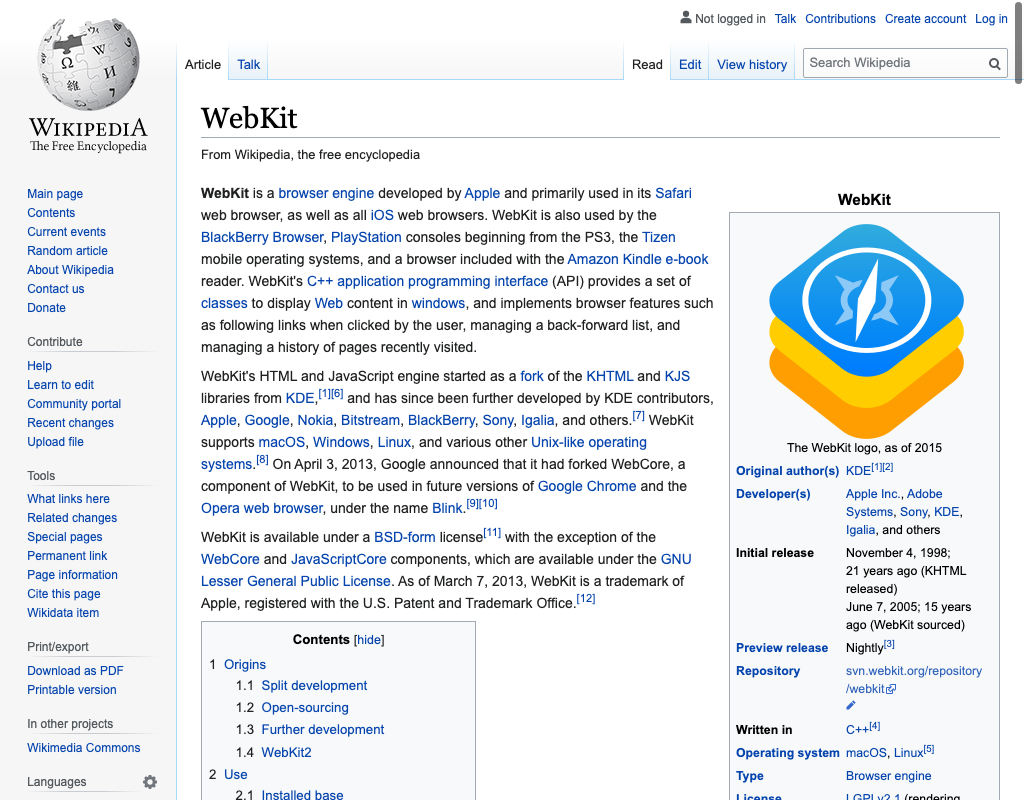 Not logged in Talk Contributions Create account Log in
Article Talk Read Edit View history Search Wikipedia
Ω W И 維 7
WIKIPEDIA
The Free Encyclopedia
Main page
Contents
Current events
Random article
About Wikipedia
Contact us
Donate
Contribute
Help
Learn to edit
Community portal
Recent changes
Upload file
Tools
What links here
Related changes
Special pages
Permanent link
Page information
Cite this page
Wikidata item
Print/export
Download as PDF
Printable version
In other projects
Wikimedia Commons
Languages
WebKit
From Wikipedia, the free encyclopedia
WebKit is a browser engine developed by Apple and primarily used in its Safari
web browser, as well as all iOS web browsers. WebKit is also used by the
BlackBerry Browser, PlayStation consoles beginning from the PS3, the Tizen
mobile operating systems, and a browser included with the Amazon Kindle e-book
reader. WebKit's C++ application programming interface (API) provides a set of
classes to display Web content in windows, and implements browser features such
as following links when clicked by the user, managing a back-forward list, and
managing a history of pages recently visited.
WebKit's HTML and JavaScript engine started as a fork of the KHTML and KJS
libraries from KDE,[1][6] and has since been further developed by KDE contributors,
Apple, Google, Nokia, Bitstream, BlackBerry, Sony, Igalia, and others.[7] WebKit
supports macOS, Windows, Linux, and various other Unix-like operating
systems.[8] On April 3, 2013, Google announced that it had forked WebCore, a
component of WebKit, to be used in future versions of Google Chrome and the
Opera web browser, under the name Blink.[9][10]
WebKit is available under a BSD-form license[11] with the exception of the
WebCore and JavaScriptCore components, which are available under the GNU
Lesser General Public License. As of March 7, 2013, WebKit is a trademark of
Apple, registered with the U.S. Patent and Trademark Office.[12]
Contents [hide]
1 Origins
1.1 Split development
1.2 Open-sourcing
1.3 Further development
1.4 WebKit2
2 Use
2.1 Installed base
WebKit
The WebKit logo, as of 2015
Original author(s) KDE[1][2]
Developer(s) Apple Inc., Adobe
Systems, Sony, KDE,
Igalia, and others
Initial release November 4, 1998;
21 years ago (KHTML
released)
June 7, 2005; 15 years
ago (WebKit sourced)
Preview release Nightly[3]
Repository svn.webkit.org/repository
/webkit
Written in C++[4]
Operating system macOS, Linux[5]
Type Browser engine
License LGPLv2.1 (rendering